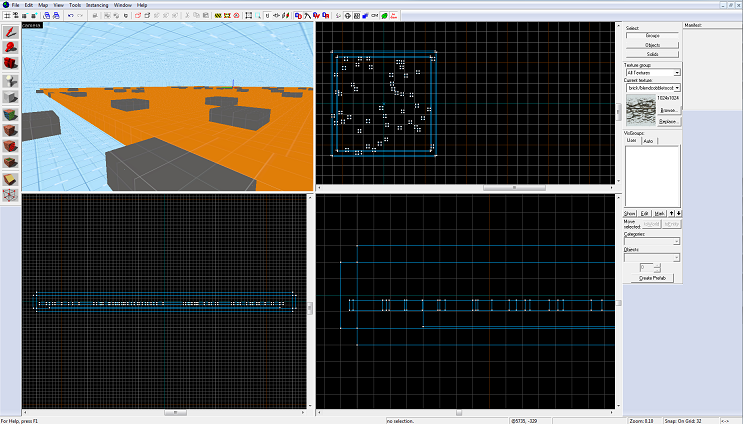 File Edit Map View Tools Instancing Window Help
camera
Select:
Manifest:
Groups
Objects
Solids
Texture group:
All Textures
Current texture:
brick/blendcobblestoc
1024x1024
Browse...
Replace...
VisGroups:
User Auto
Show Edit Mark
Move
selected:
Categories
Objects
0
Create Prefab
For Help, press F1
no selection.
@5735, -329
Zoom: 0.10
Snap: On Grid: 32
<->